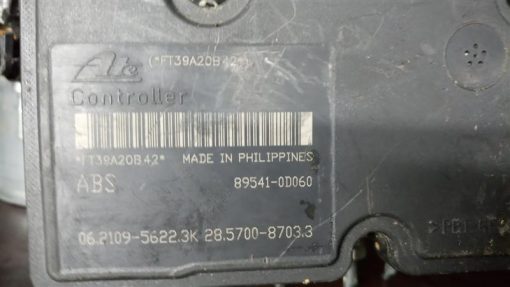 Ate (*FT39A20B42*)
Controller
*FT39A20B42* MADE IN PHILIPPINES
ABS 89541-0D060
06.2109-5622.3K 28.5700-8703.3